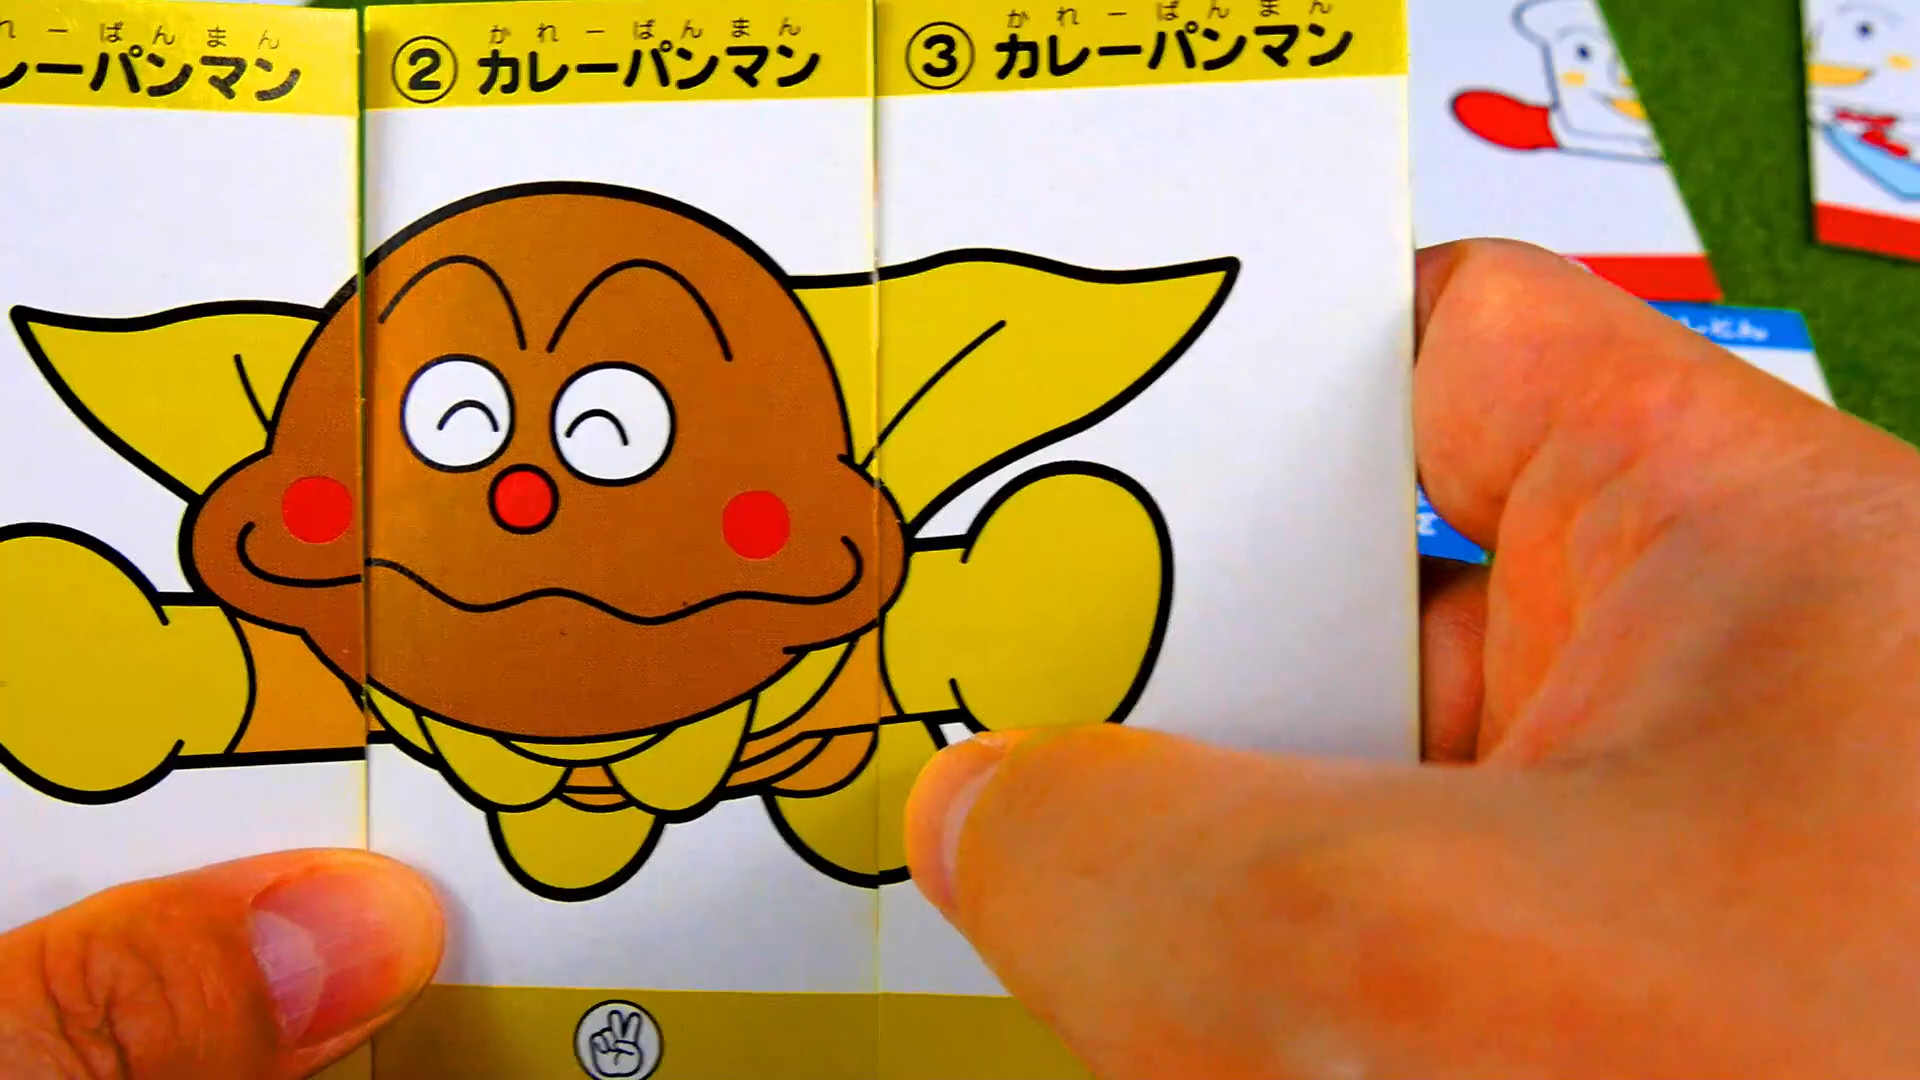 れーぱんまん
レーパンマン
かれーぱんまん
② カレーパンマン
かれーぱんまん
③ カレーパンマン